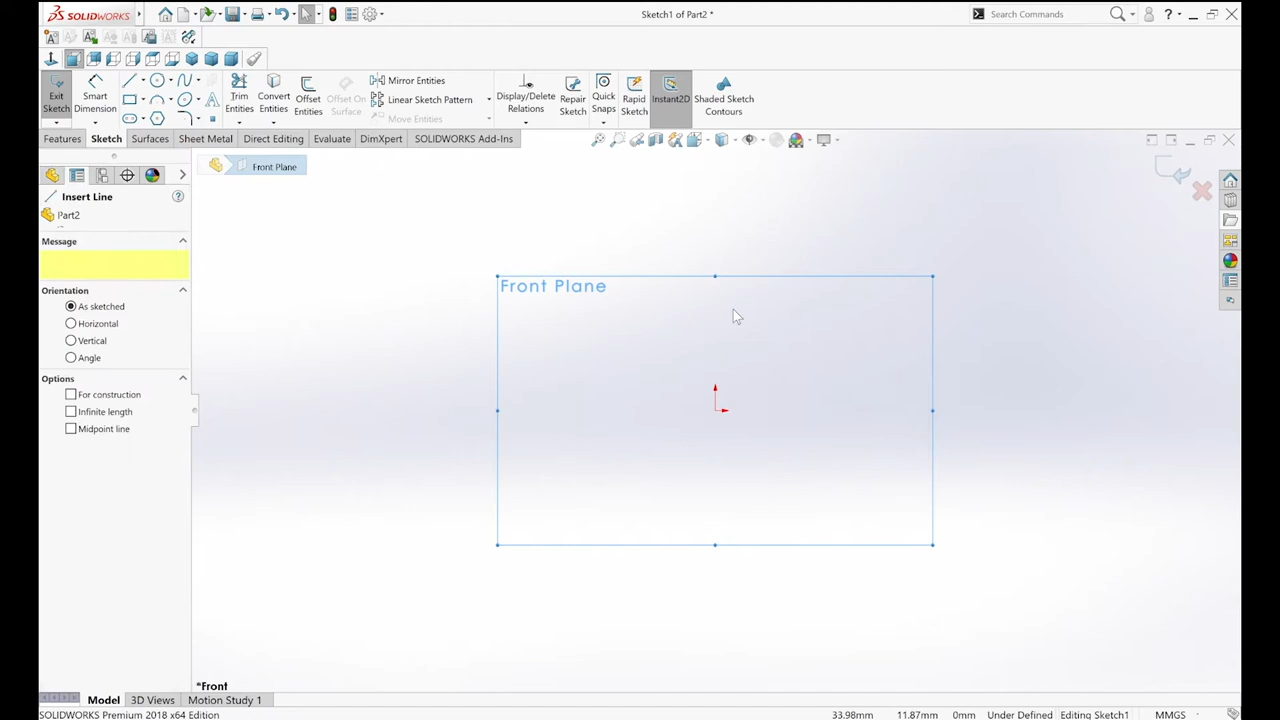 SOLIDWORKS
Sketch1 of Part2 *
Search Commands
?
Exit Sketch
Smart Dimension
Trim Entities
Convert Entities
Offset Entities
Offset On Surface
Mirror Entities
Linear Sketch Pattern
Move Entities
Display/Delete Relations
Repair Sketch
Quick Snaps
Rapid Sketch
Instant2D
Shaded Sketch Contours
Features Sketch Surfaces Sheet Metal Direct Editing Evaluate DimXpert SOLIDWORKS Add-Ins
Front Plane
Insert Line
?
Part2
Message
Orientation
As sketched
Horizontal
Vertical
Angle
Options
For construction
Infinite length
Midpoint line
Front Plane
*Front
Model 3D Views Motion Study 1
SOLIDWORKS Premium 2018 x64 Edition 33.98mm 11.87mm 0mm Under Defined Editing Sketch1 MMGS